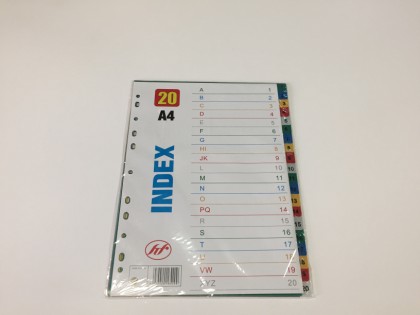 20
A4
INDEX
hf
A 1
B 2
C 3
D 4
E 5
F 6
G 7
HI 8
JK 9
L 10
M 11
N 12
O 13
PQ 14
R 15
S 16
T 17
U 18
VW 19
XYZ 20